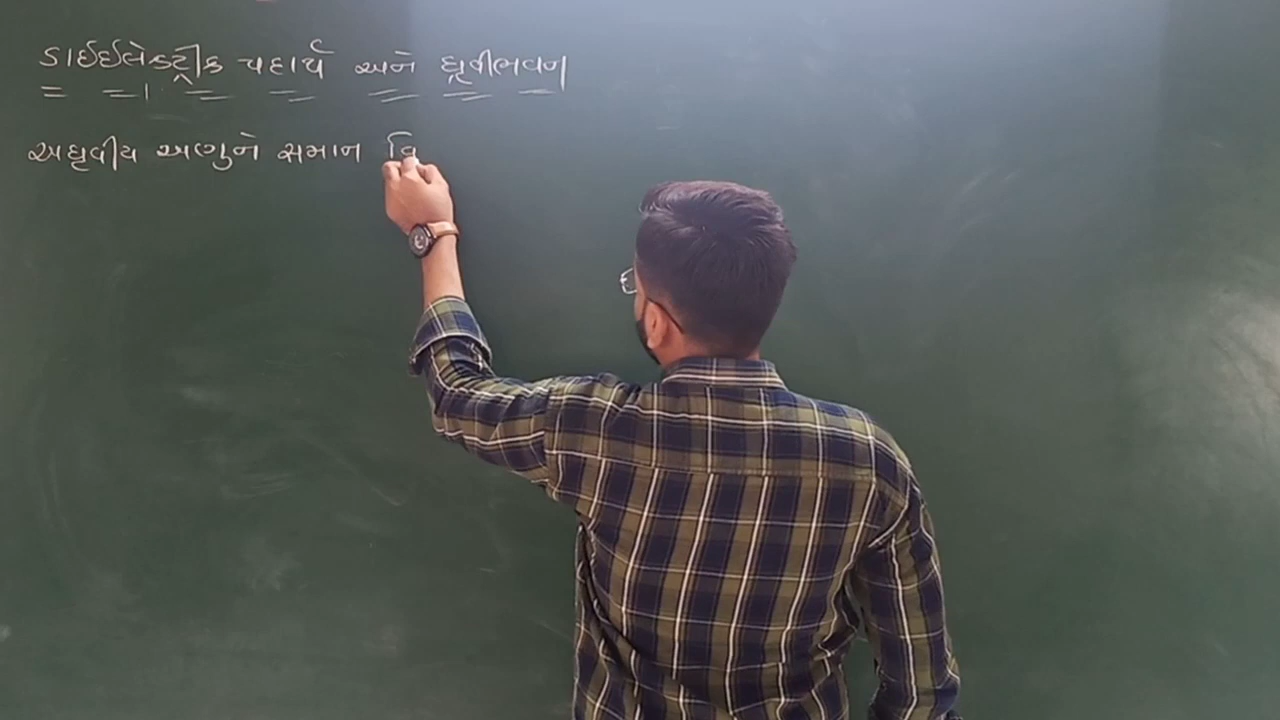 ડાઈઈલેક્ટ્રીક પદાર્થ અને ધ્રુવીભવન
અધ્રુવીય અણુને સમાન વિ